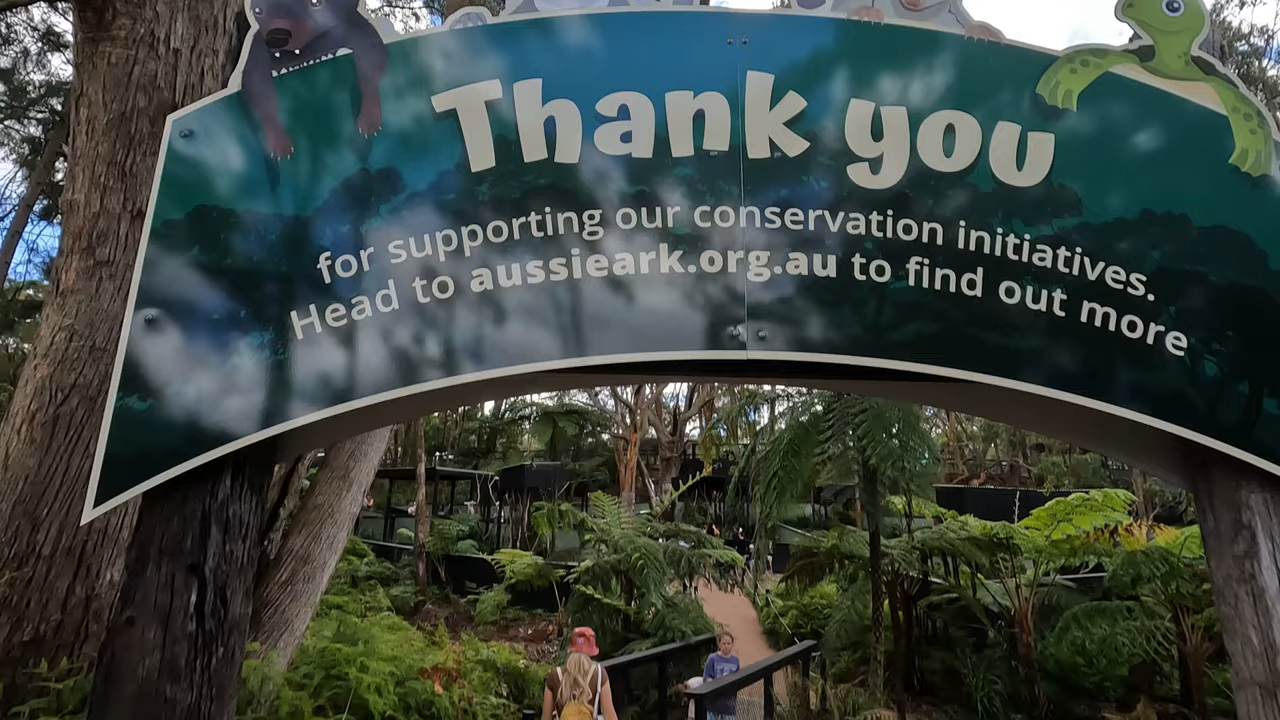 Thank you
for supporting our conservation initiatives.
Head to aussieark.org.au to find out more